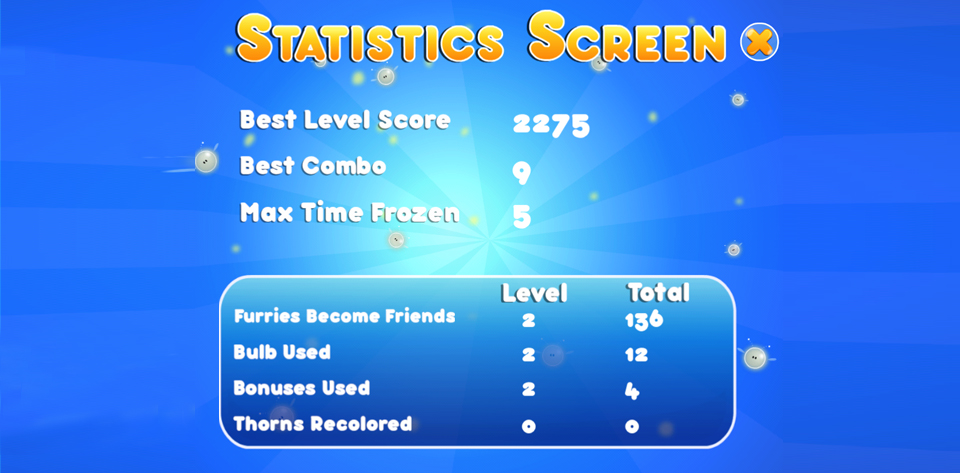 Statistics Screen
Best Level Score 2275
Best Combo 9
Max Time Frozen 5
Level Total
Furries Become Friends 2 136
Bulb Used 2 12
Bonuses Used 2 4
Thorns Recolored 0 0